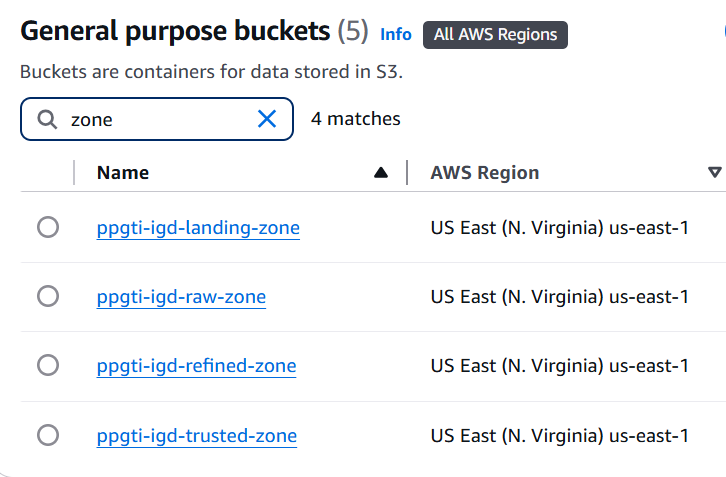 General purpose buckets (5) Info All AWS Regions
Buckets are containers for data stored in S3.
zone 4 matches
Name AWS Region
ppgti-igd-landing-zone US East (N. Virginia) us-east-1
ppgti-igd-raw-zone US East (N. Virginia) us-east-1
ppgti-igd-refined-zone US East (N. Virginia) us-east-1
ppgti-igd-trusted-zone US East (N. Virginia) us-east-1